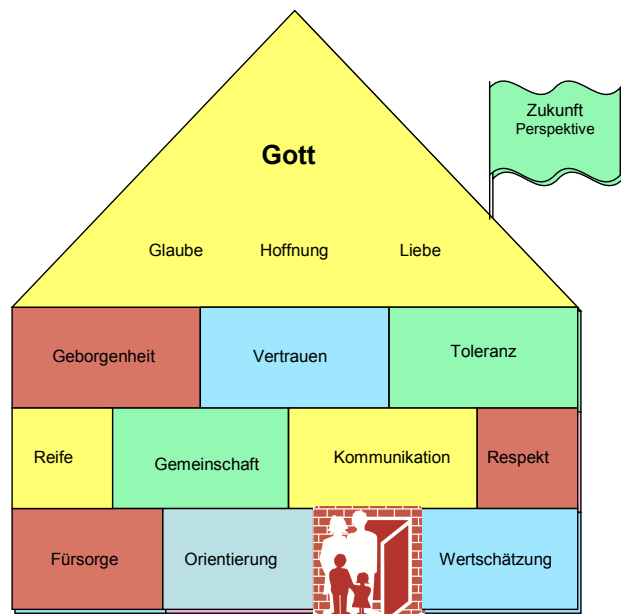 Zukunft
Perspektive
Gott
Glaube Hoffnung Liebe
Geborgenheit Vertrauen Toleranz
Reife Gemeinschaft Kommunikation Respekt
Fürsorge Orientierung Wertschätzung